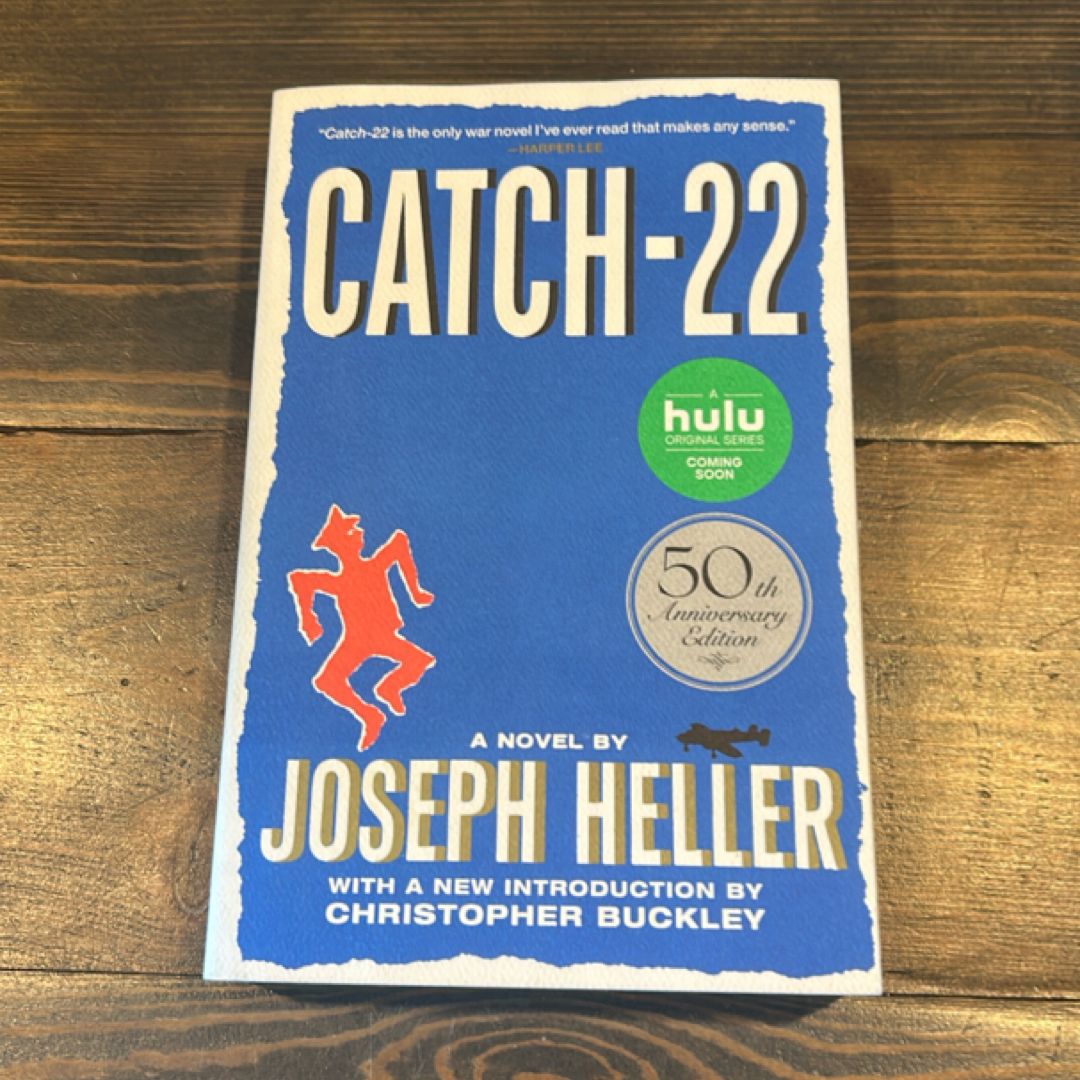 "Catch-22 is the only war novel I've ever read that makes any sense."
—HARPER LEE
CATCH-22
A
hulu
ORIGINAL SERIES
COMING
SOON
50th
Anniversary
Edition
A NOVEL BY
JOSEPH HELLER
WITH A NEW INTRODUCTION BY
CHRISTOPHER BUCKLEY